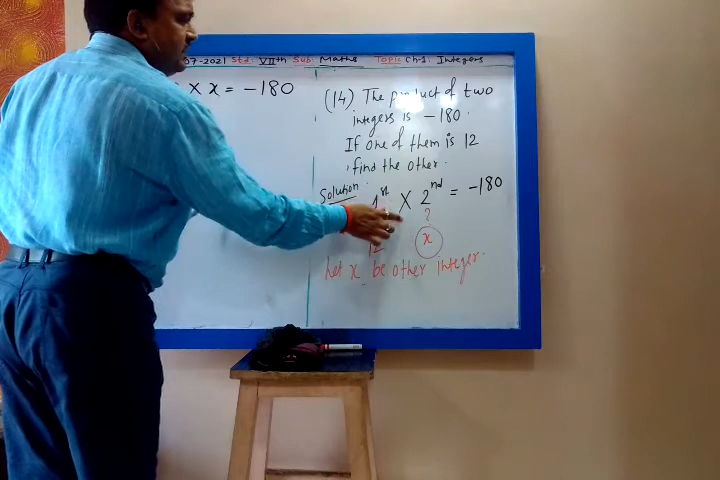 07-2021 Std: VIIth Sub: Maths Topic Ch-1. Integers
× x = -180
(14) The product of two
integers is -180.
If one of them is 12
find the other.
Solution
1st × 2nd = -180
?
12 x
Let x be other integer.